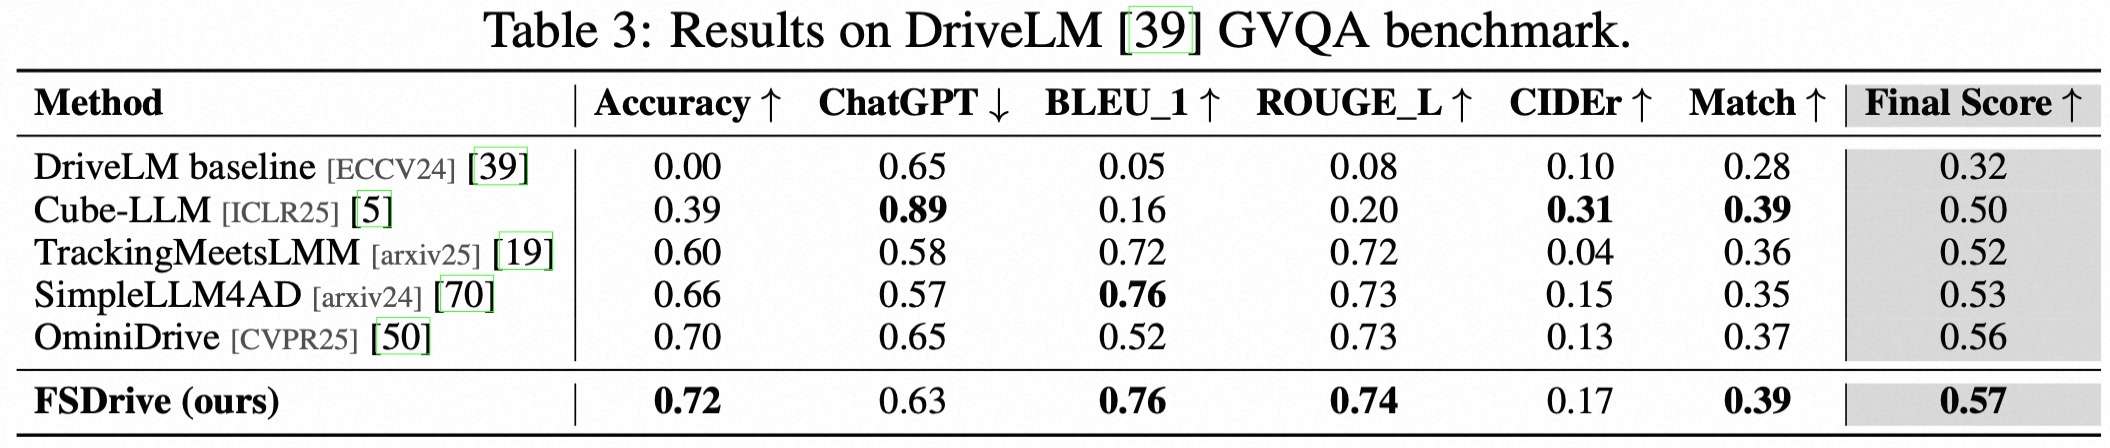 Table 3: Results on DriveLM [39] GVQA benchmark.
Method Accuracy ↑ ChatGPT ↓ BLEU_1 ↑ ROUGE_L ↑ CIDEr ↑ Match ↑ Final Score ↑
DriveLM baseline [ECCV24] [39] 0.00 0.65 0.05 0.08 0.10 0.28 0.32
Cube-LLM [ICLR25] [5] 0.39 0.89 0.16 0.20 0.31 0.39 0.50
TrackingMeetsLMM [arxiv25] [19] 0.60 0.58 0.72 0.72 0.04 0.36 0.52
SimpleLLM4AD [arxiv24] [70] 0.66 0.57 0.76 0.73 0.15 0.35 0.53
OminiDrive [CVPR25] [50] 0.70 0.65 0.52 0.73 0.13 0.37 0.56
FSDrive (ours) 0.72 0.63 0.76 0.74 0.17 0.39 0.57